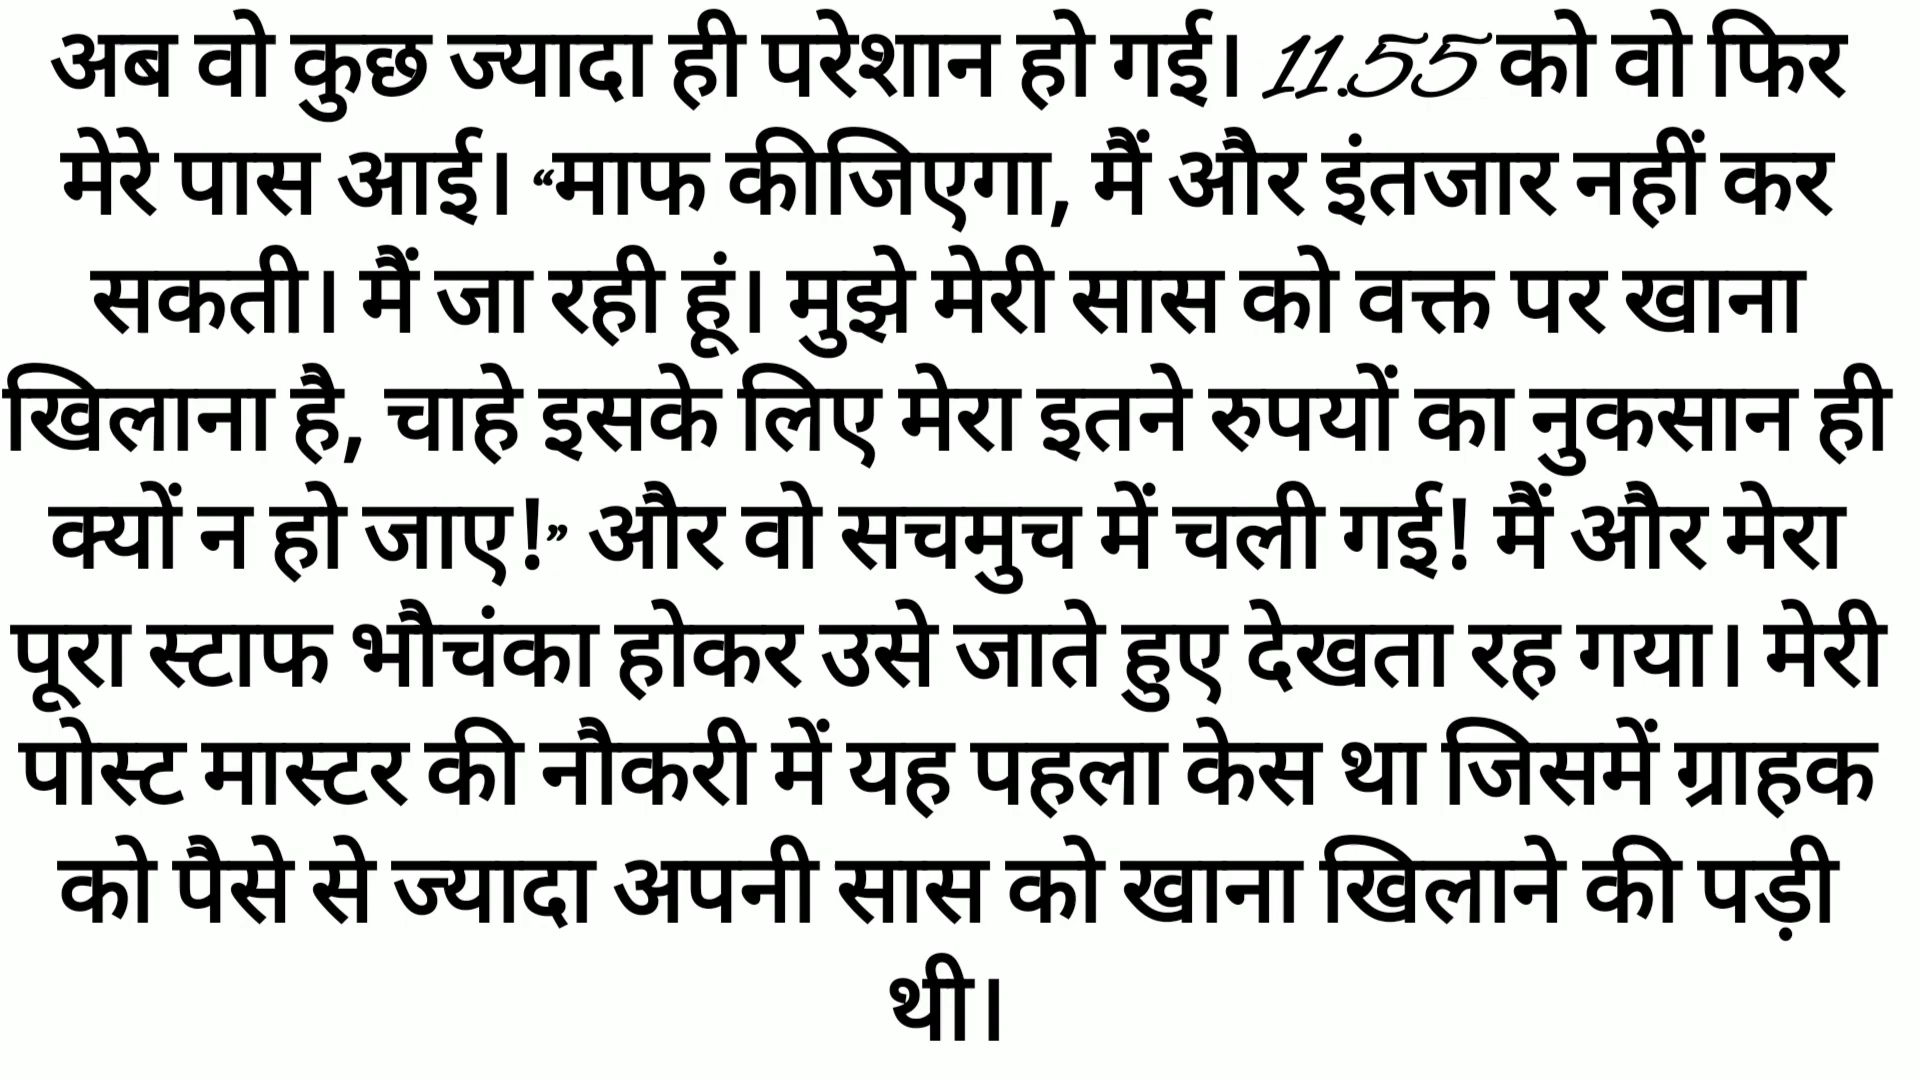 अब वो कुछ ज्यादा ही परेशान हो गई। 11.55 को वो फिर
मेरे पास आई। “माफ कीजिएगा, मैं और इंतजार नहीं कर
सकती। मैं जा रही हूं। मुझे मेरी सास को वक्त पर खाना
खिलाना है, चाहे इसके लिए मेरा इतने रुपयों का नुकसान ही
क्यों न हो जाए!” और वो सचमुच में चली गई! मैं और मेरा
पूरा स्टाफ भौचंका होकर उसे जाते हुए देखता रह गया। मेरी
पोस्ट मास्टर की नौकरी में यह पहला केस था जिसमें ग्राहक
को पैसे से ज्यादा अपनी सास को खाना खिलाने की पड़ी
थी।